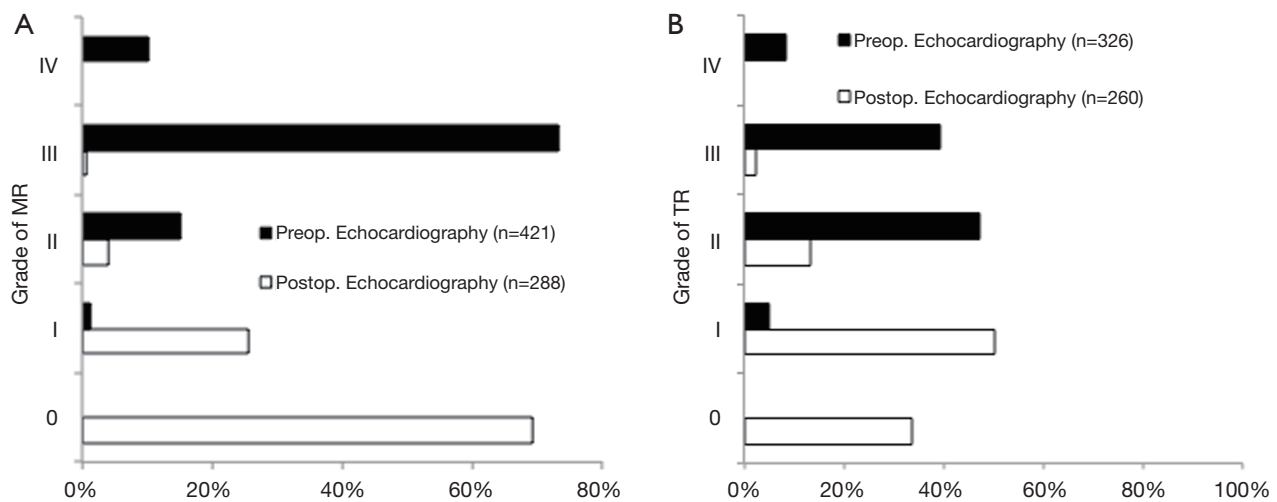 A
Grade of MR
IV
III
II
I
0
Preop. Echocardiography (n=421)
Postop. Echocardiography (n=288)
0% 20% 40% 60% 80%
B
Grade of TR
IV
III
II
I
0
Preop. Echocardiography (n=326)
Postop. Echocardiography (n=260)
0% 20% 40% 60% 80% 100%